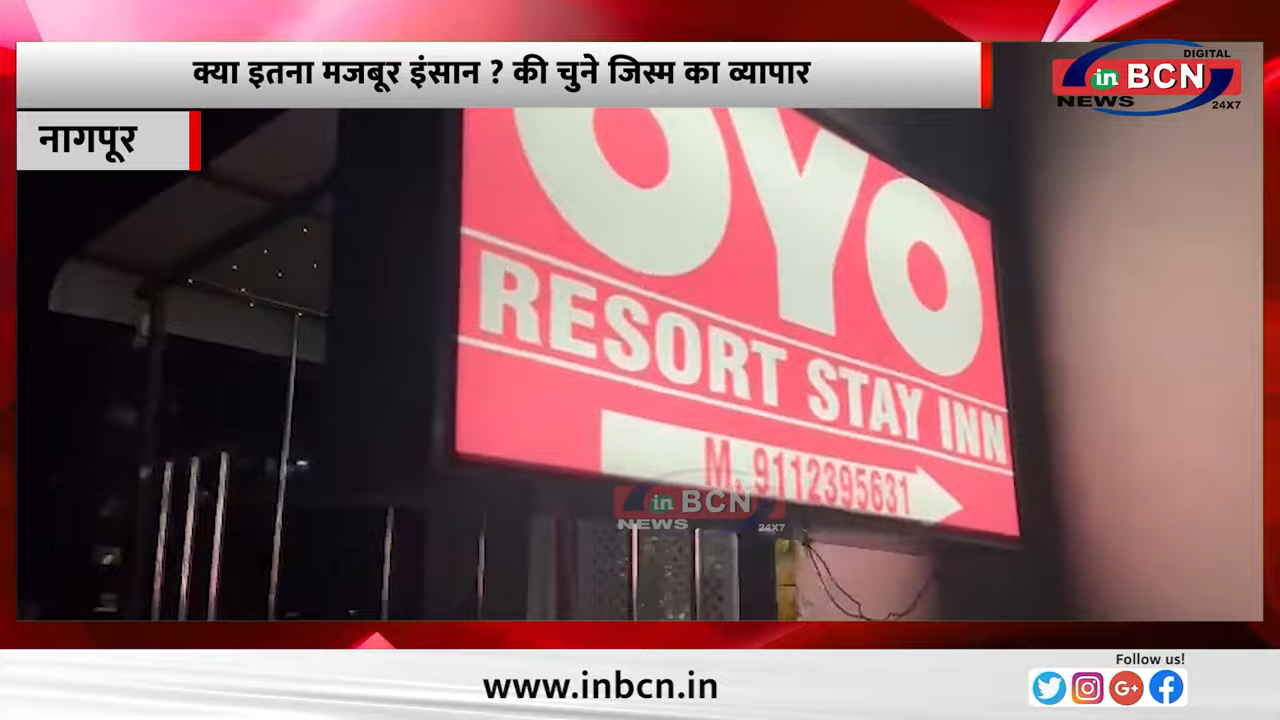 क्या इतना मजबूर इंसान ? की चुने जिस्म का व्यापार
DIGITAL
in BCN
NEWS 24X7
नागपूर
OYO
RESORT STAY INN
M. 9112395631
in BCN
NEWS 24X7
Follow us!
www.inbcn.in